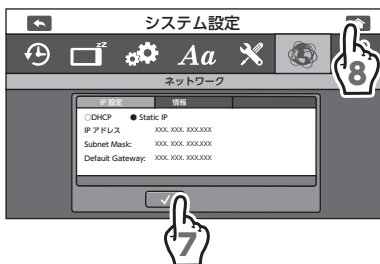 システム設定
zz
Aa
8
ネットワーク
IP 設定 情報
DHCP Static IP
IP アドレス XXX. XXX. XXX.XXX
Subnet Mask: XXX. XXX. XXX.XXX
Default Gateway: XXX. XXX. XXX.XXX
7